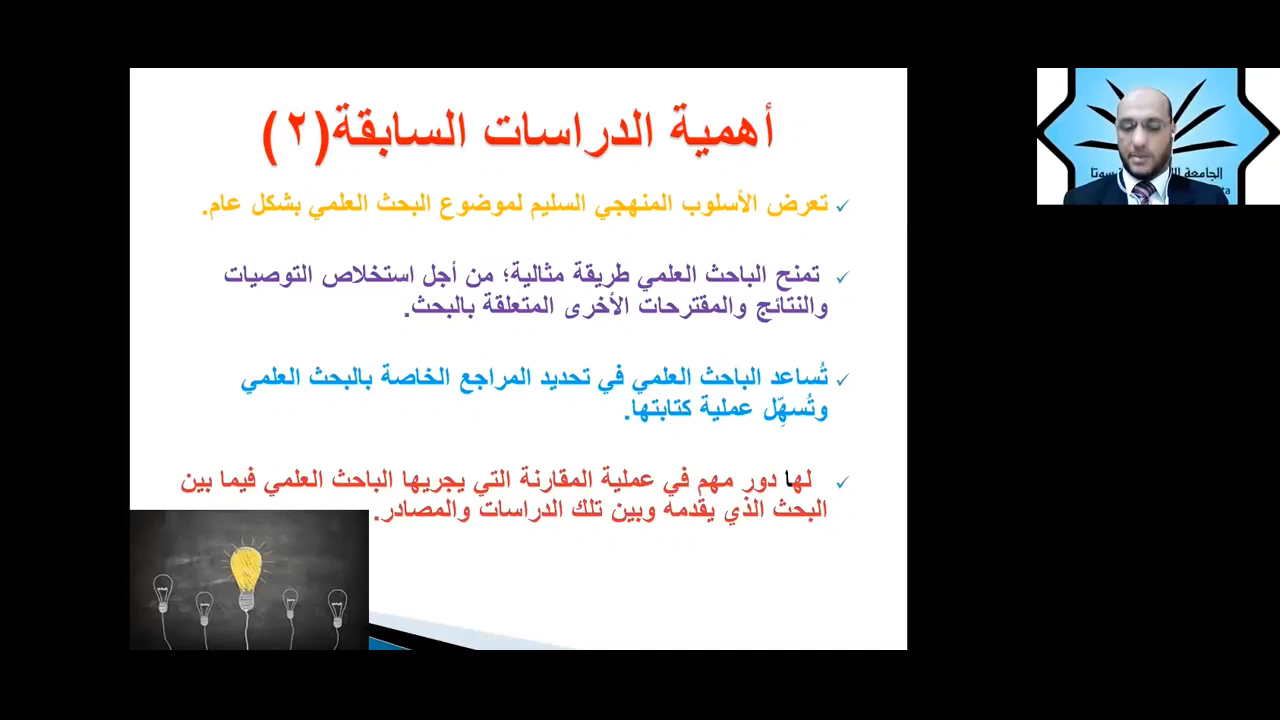 أهمية الدراسات السابقة(٢)
تعرض الأسلوب المنهجي السليم لموضوع البحث العلمي بشكل عام.
تمنح الباحث العلمي طريقة مثالية؛ من أجل استخلاص التوصيات
والنتائج والمقترحات الأخرى المتعلقة بالبحث.
تُساعد الباحث العلمي في تحديد المراجع الخاصة بالبحث العلمي
وتُسهِّل عملية كتابتها.
لها دور مهم في عملية المقارنة التي يجريها الباحث العلمي فيما بين
البحث الذي يقدمه وبين تلك الدراسات والمصادر.
الجامعة